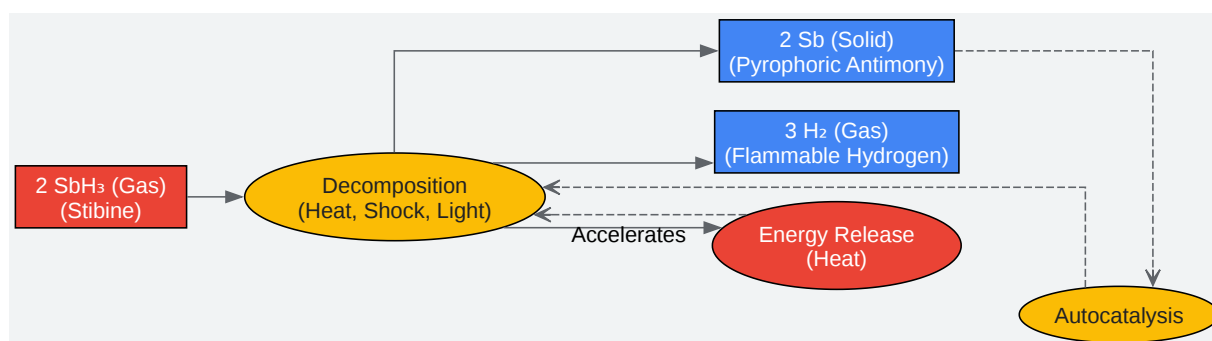 2 Sb (Solid)
(Pyrophoric Antimony)
3 H₂ (Gas)
(Flammable Hydrogen)
2 SbH₃ (Gas)
(Stibine)
Decomposition
(Heat, Shock, Light)
Accelerates
Energy Release
(Heat)
Autocatalysis